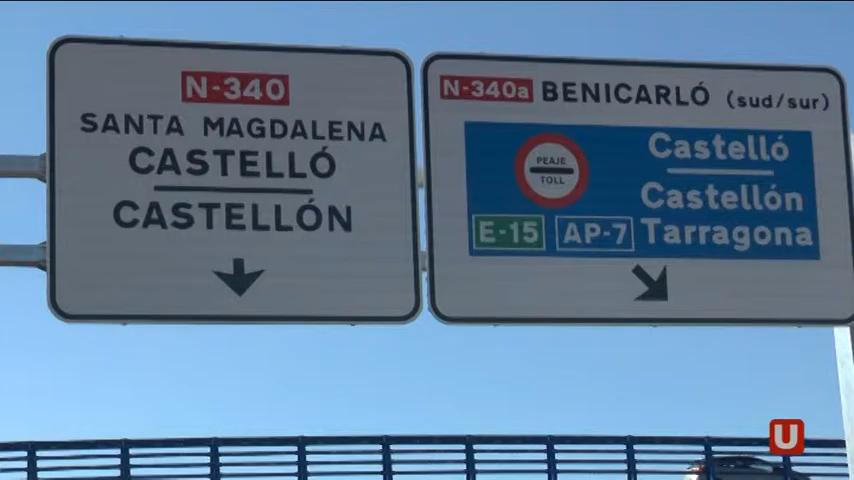 N-340
SANTA MAGDALENA
CASTELLÓ
CASTELLÓN
N-340a BENICARLÓ (sud/sur)
PEAJE
TOLL
Castelló
Castellón
E-15 AP-7 Tarragona
U